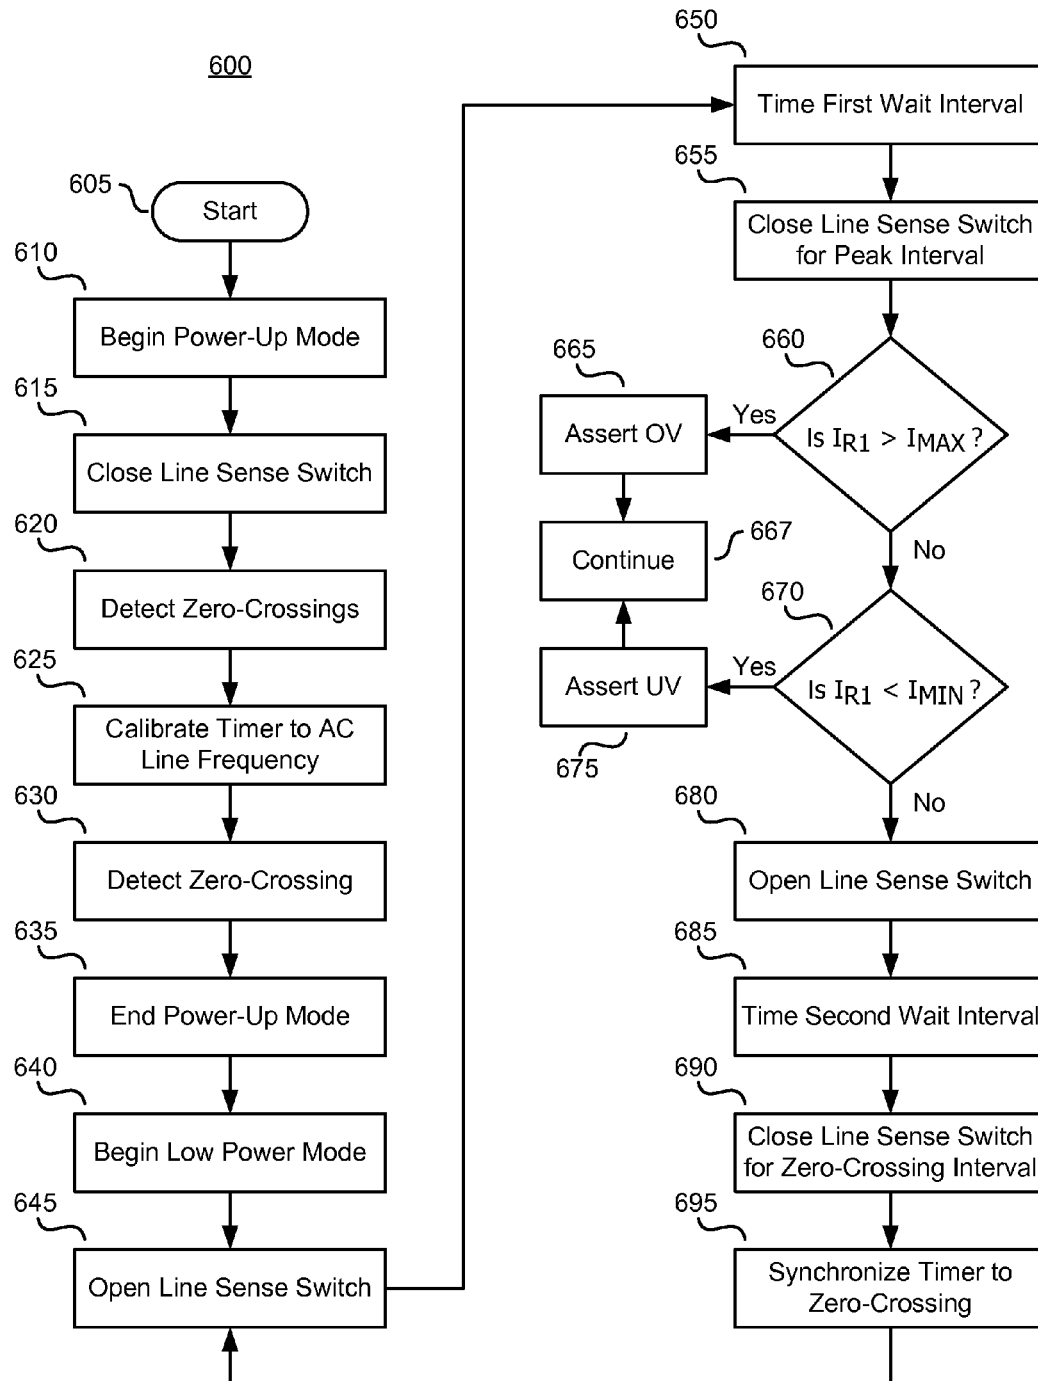 600
605
Start
610
Begin Power-Up Mode
615
Close Line Sense Switch
620
Detect Zero-Crossings
625
Calibrate Timer to AC
Line Frequency
630
Detect Zero-Crossing
635
End Power-Up Mode
640
Begin Low Power Mode
645
Open Line Sense Switch
650
Time First Wait Interval
655
Close Line Sense Switch
for Peak Interval
660
Is IR1 > IMAX ?
Yes
665
Assert OV
667
Continue
No
670
Is IR1 < IMIN ?
Yes
Assert UV
675
No
680
Open Line Sense Switch
685
Time Second Wait Interval
690
Close Line Sense Switch
for Zero-Crossing Interval
695
Synchronize Timer to
Zero-Crossing